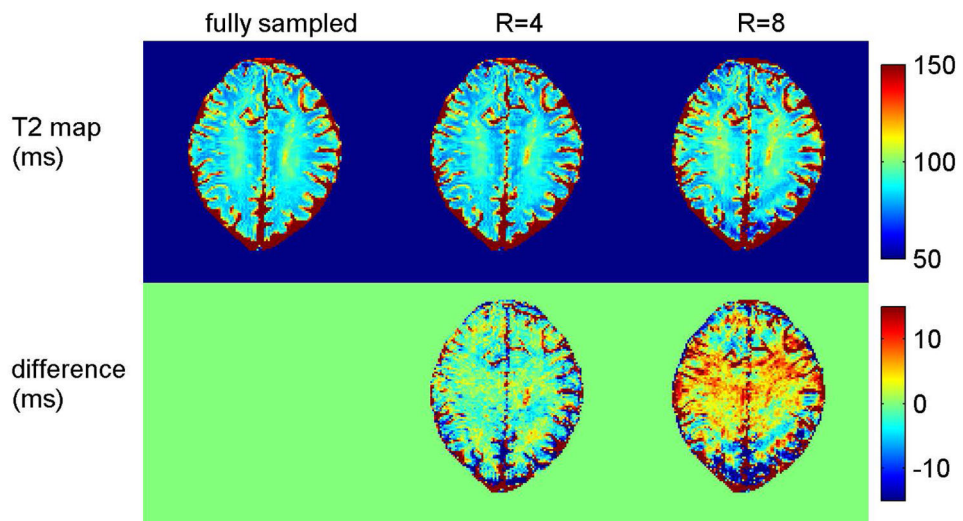 fully sampled R=4 R=8
T2 map
(ms)
150
100
50
difference
(ms)
10
0
-10